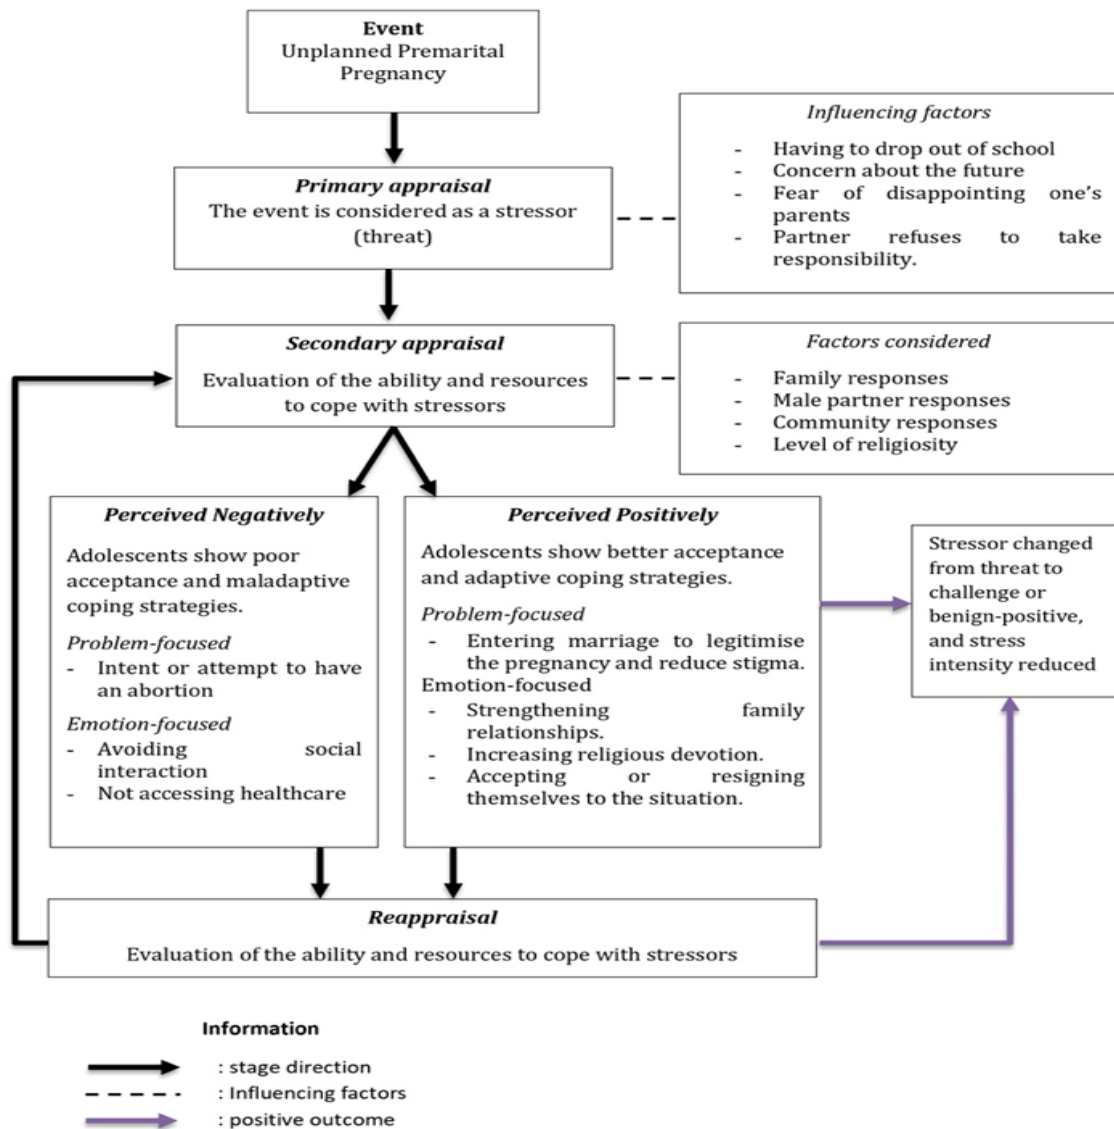 Event
Unplanned Premarital
Pregnancy
Influencing factors
- Having to drop out of school
- Concern about the future
- Fear of disappointing one's
parents
- Partner refuses to take
responsibility.
Primary appraisal
The event is considered as a stressor
(threat)
Secondary appraisal
Evaluation of the ability and resources
to cope with stressors
Factors considered
- Family responses
- Male partner responses
- Community responses
- Level of religiosity
Perceived Negatively
Adolescents show poor
acceptance and maladaptive
coping strategies.
Problem-focused
- Intent or attempt to have
an abortion
Emotion-focused
- Avoiding social
interaction
- Not accessing healthcare
Perceived Positively
Adolescents show better acceptance
and adaptive coping strategies.
Problem-focused
- Entering marriage to legitimise
the pregnancy and reduce stigma.
Emotion-focused
- Strengthening family
relationships.
- Increasing religious devotion.
- Accepting or resigning
themselves to the situation.
Stressor changed
from threat to
challenge or
benign-positive,
and stress
intensity reduced
Reappraisal
Evaluation of the ability and resources to cope with stressors
Information
: stage direction
: Influencing factors
: positive outcome